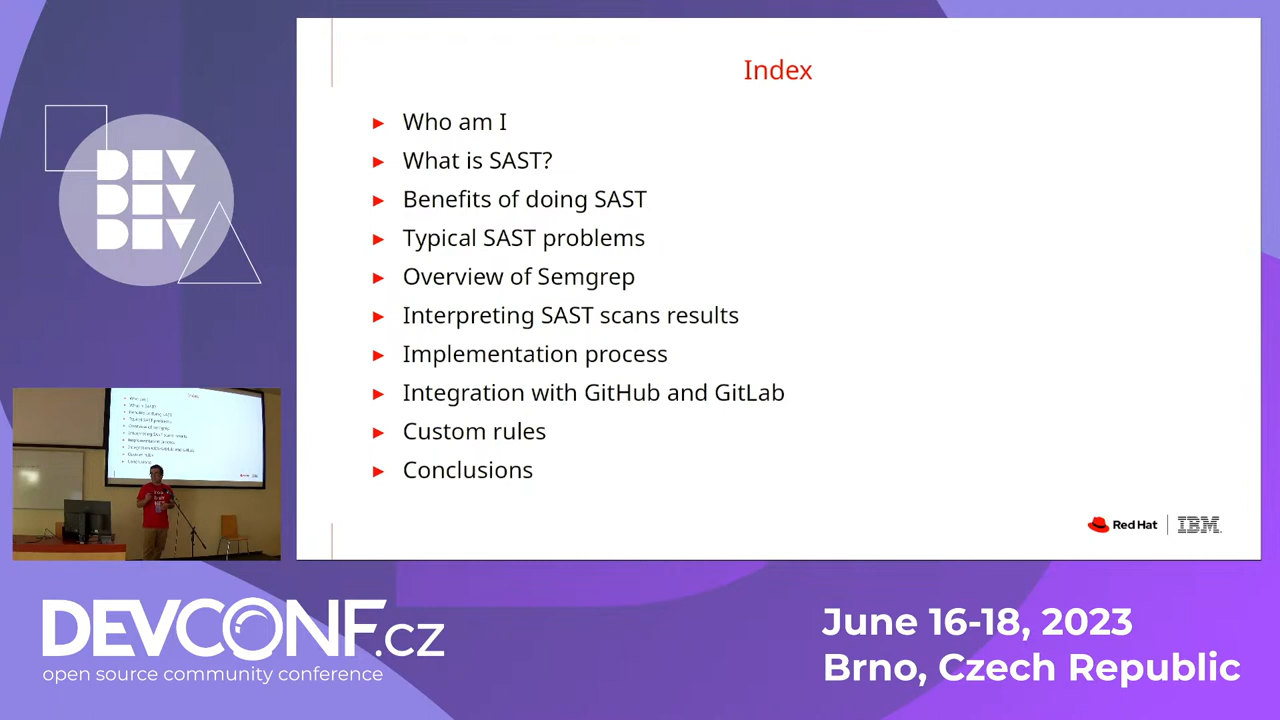 Index
Who am I
What is SAST?
Benefits of doing SAST
Typical SAST problems
Overview of Semgrep
Interpreting SAST scans results
Implementation process
Integration with GitHub and GitLab
Custom rules
Conclusions
Red Hat
IBM
DEV
DEV
DEV
DEVCONF.cz
open source community conference
June 16-18, 2023
Brno, Czech Republic